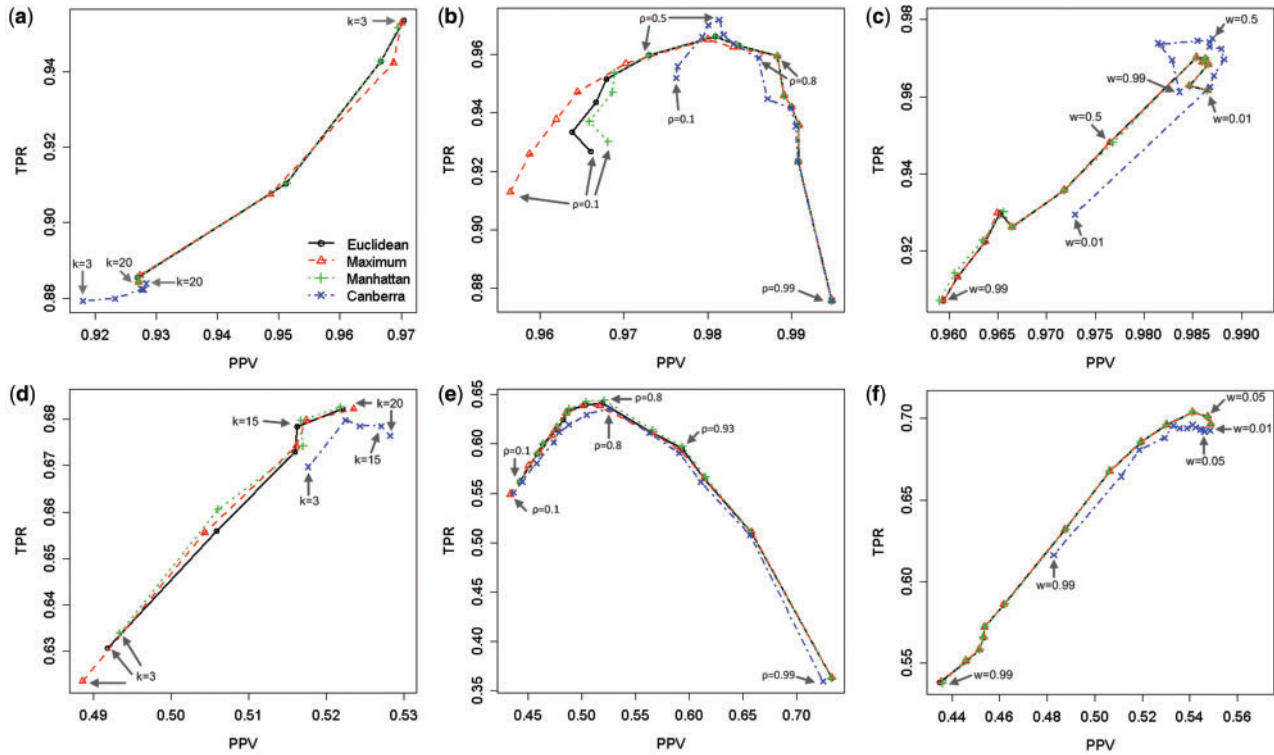 (a)
k=3
TPR
0.94
0.92
0.90
0.88
k=3
k=20
k=20
Euclidean
Maximum
Manhattan
Canberra
0.92 0.93 0.94 0.95 0.96 0.97
PPV
(b)
ρ=0.5
ρ=0.8
ρ=0.1
ρ=0.1
ρ=0.99
TPR
0.96
0.94
0.92
0.90
0.88
0.96 0.97 0.98 0.99
PPV
(c)
w=0.5
w=0.99
w=0.01
w=0.5
w=0.01
w=0.99
TPR
0.98
0.96
0.94
0.92
0.960 0.965 0.970 0.975 0.980 0.985 0.990
PPV
(d)
k=20
k=15
k=15
k=3
k=3
TPR
0.68
0.67
0.66
0.65
0.64
0.63
0.49 0.50 0.51 0.52 0.53
PPV
(e)
ρ=0.8
ρ=0.8
ρ=0.93
ρ=0.1
ρ=0.1
ρ=0.99
TPR
0.65
0.60
0.55
0.50
0.45
0.40
0.35
0.45 0.50 0.55 0.60 0.65 0.70
PPV
(f)
w=0.05
w=0.01
w=0.05
w=0.99
w=0.99
TPR
0.70
0.65
0.60
0.55
0.44 0.46 0.48 0.50 0.52 0.54 0.56
PPV